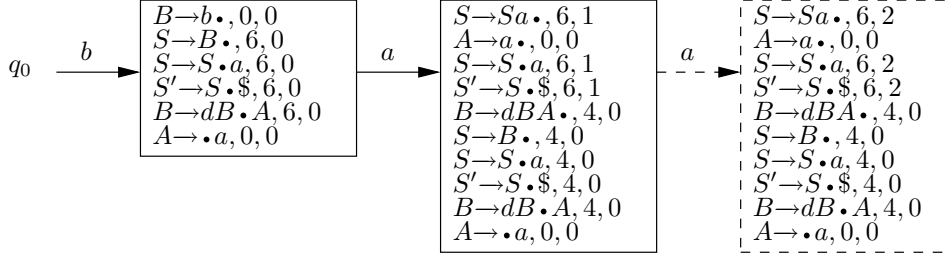 q₀
b
B→b•, 0, 0
S→B•, 6, 0
S→S•a, 6, 0
S′→S•$, 6, 0
B→dB•A, 6, 0
A→•a, 0, 0
a
S→Sa•, 6, 1
A→a•, 0, 0
S→S•a, 6, 1
S′→S•$, 6, 1
B→dBA•, 4, 0
S→B•, 4, 0
S→S•a, 4, 0
S′→S•$, 4, 0
B→dB•A, 4, 0
A→•a, 0, 0
a
S→Sa•, 6, 2
A→a•, 0, 0
S→S•a, 6, 2
S′→S•$, 6, 2
B→dBA•, 4, 0
S→B•, 4, 0
S→S•a, 4, 0
S′→S•$, 4, 0
B→dB•A, 4, 0
A→•a, 0, 0